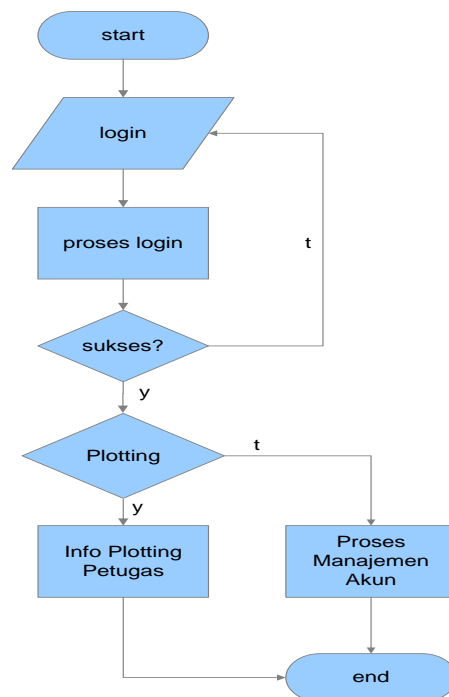 start
login
proses login
t
sukses?
y
Plotting
t
y
Info Plotting
Petugas
Proses
Manajemen
Akun
end